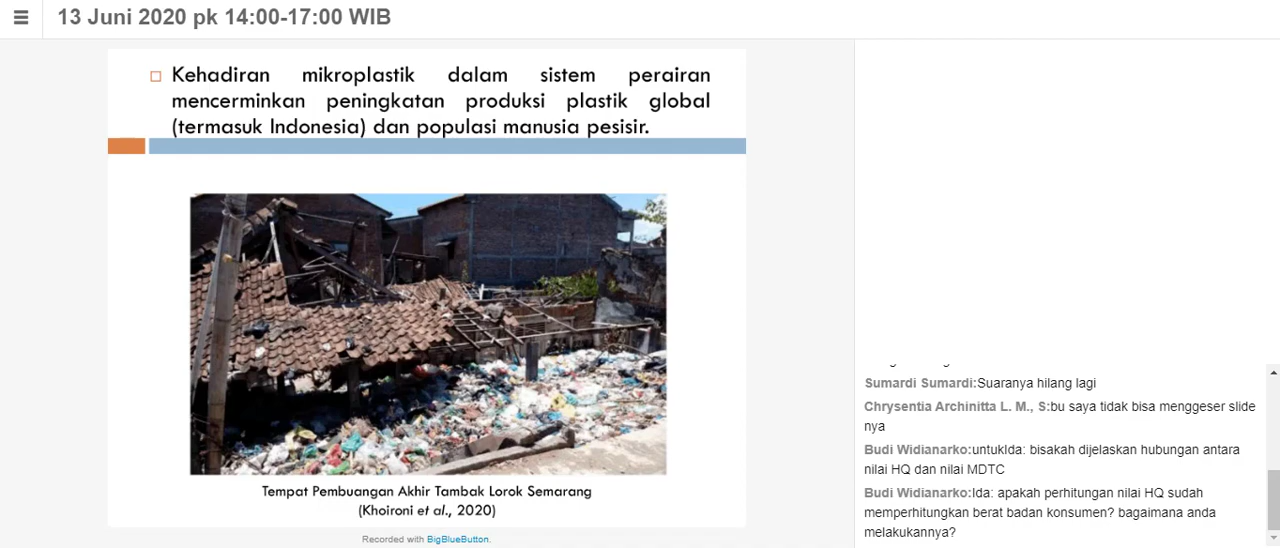 13 Juni 2020 pk 14:00-17:00 WIB
Kehadiran mikroplastik dalam sistem perairan
mencerminkan peningkatan produksi plastik global
(termasuk Indonesia) dan populasi manusia pesisir.
Tempat Pembuangan Akhir Tambak Lorok Semarang
(Khoironi et al., 2020)
Recorded with BigBlueButton.
Sumardi Sumardi:Suaranya hilang lagi
Chrysentia Archinitta L. M., S:bu saya tidak bisa menggeser slide
nya
Budi Widianarko:untukIda: bisakah dijelaskan hubungan antara
nilai HQ dan nilai MDTC
Budi Widianarko:Ida: apakah perhitungan nilai HQ sudah
memperhitungkan berat badan konsumen? bagaimana anda
melakukannya?